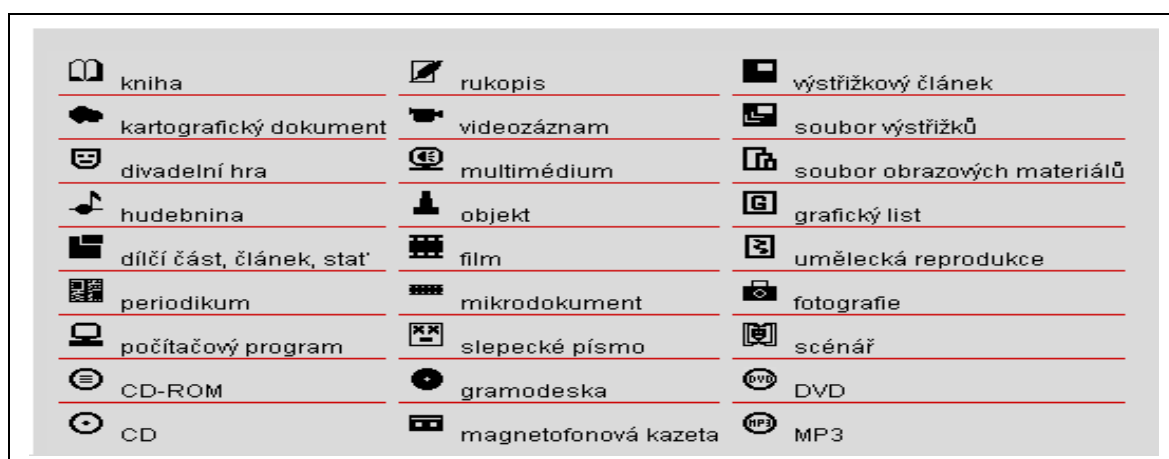 kniha rukopis výstřižkový článek
kartografický dokument videozáznam soubor výstřižků
divadelní hra multimédium soubor obrazových materiálů
hudebnina objekt G grafický list
dílčí část, článek, stať film umělecká reprodukce
periodikum mikrodokument fotografie
počítačový program slepecké písmo scénář
CD-ROM gramodeska DVD DVD
CD magnetofonová kazeta MP3 MP3